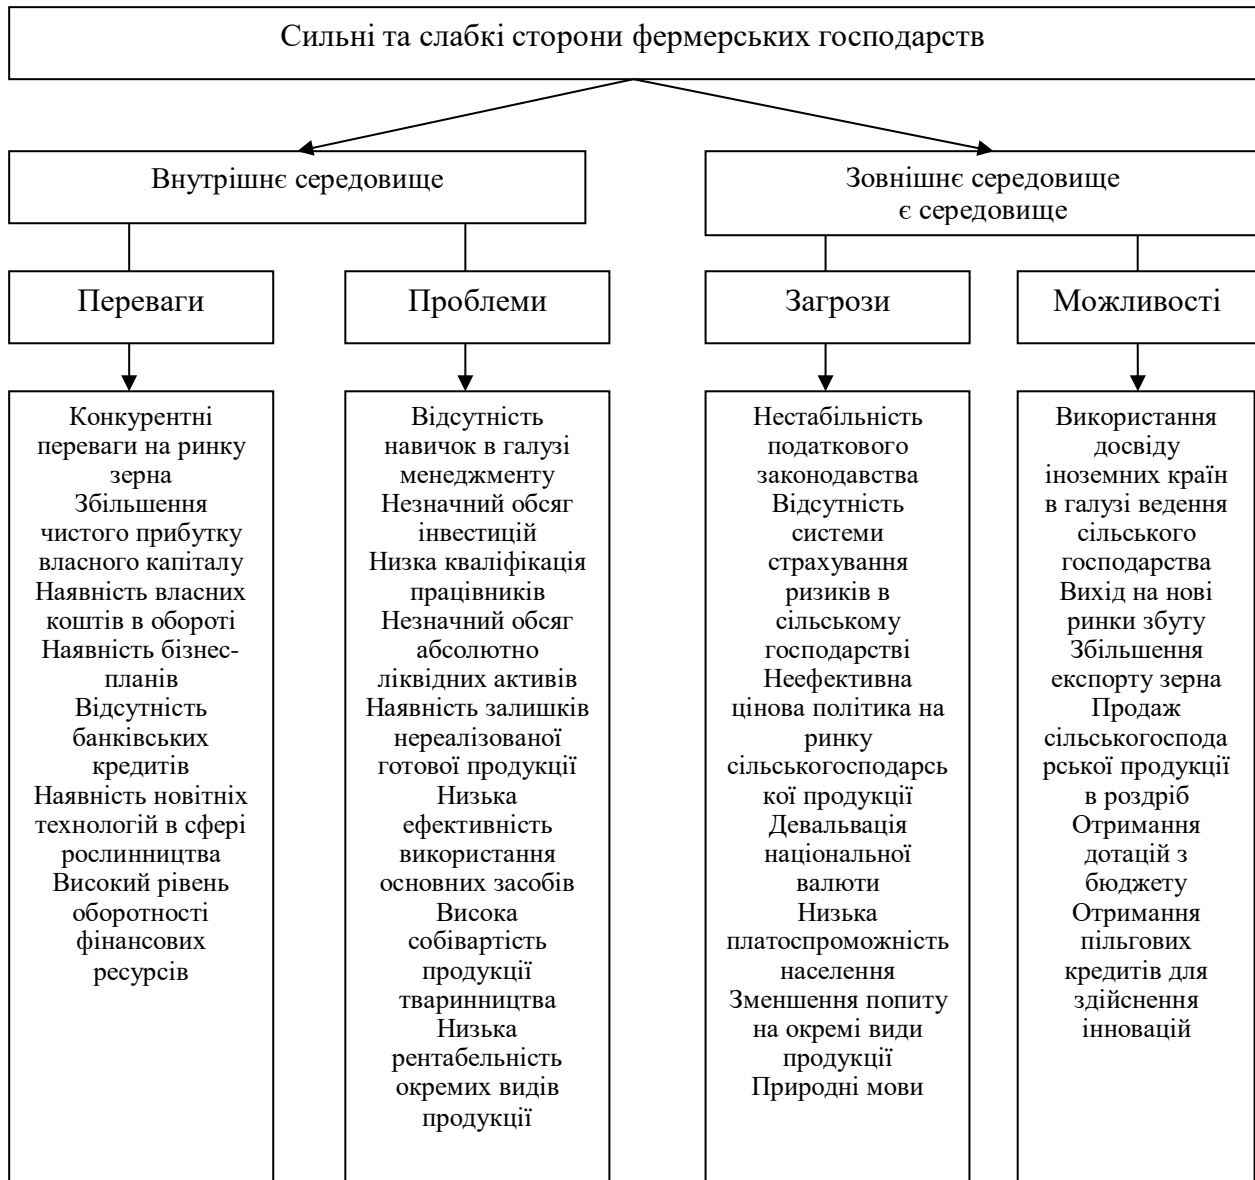 Сильні та слабкі сторони фермерських господарств
Внутрішнє середовище
Зовнішнє середовище
є середовище
Переваги
Проблеми
Загрози
Можливості
Конкурентні
переваги на ринку
зерна
Збільшення
чистого прибутку
власного капіталу
Наявність власних
коштів в обороті
Наявність бізнес-
планів
Відсутність
банківських
кредитів
Наявність новітніх
технологій в сфері
рослинництва
Високий рівень
оборотності
фінансових
ресурсів
Відсутність
навичок в галузі
менеджменту
Незначний обсяг
інвестицій
Низка кваліфікація
працівників
Незначний обсяг
абсолютно
ліквідних активів
Наявність залишків
нереалізованої
готової продукції
Низька
ефективність
використання
основних засобів
Висока
собівартість
продукції
тваринництва
Низька
рентабельність
окремих видів
продукції
Нестабільність
податкового
законодавства
Відсутність
системи
страхування
ризиків в
сільському
господарстві
Неефективна
цінова політика на
ринку
сільськогосподарсь
кої продукції
Девальвація
національної
валюти
Низька
платоспроможність
населення
Зменшення попиту
на окремі види
продукції
Природні мови
Використання
досвіду
іноземних країн
в галузі ведення
сільського
господарства
Вихід на нові
ринки збуту
Збільшення
експорту зерна
Продаж
сільськогоспода
рської продукції
в роздріб
Отримання
дотацій з
бюджету
Отримання
пільгових
кредитів для
здійснення
інновацій